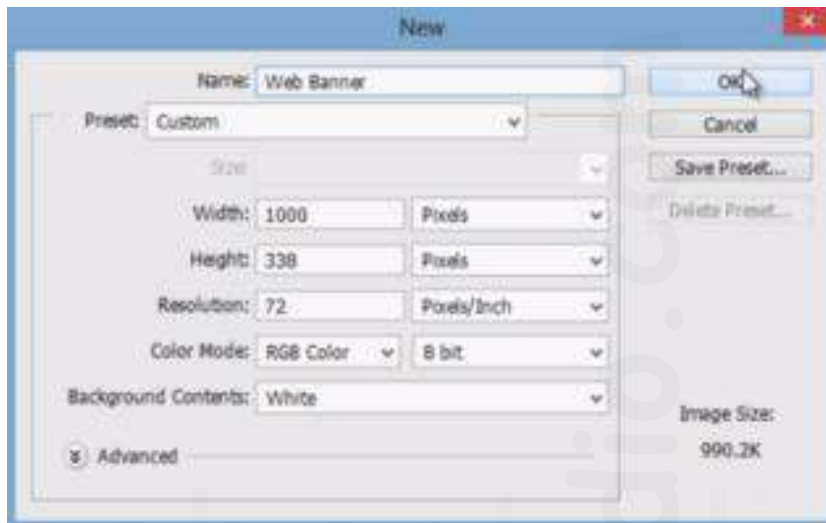 New
Name: Web Banner
OK
Preset: Custom
Cancel
Size:
Save Preset...
Width: 1000 Pixels
Delete Preset...
Height: 338 Pixels
Resolution: 72 Pixels/Inch
Color Mode: RGB Color 8 bit
Background Contents: White
Image Size:
Advanced
990.2K